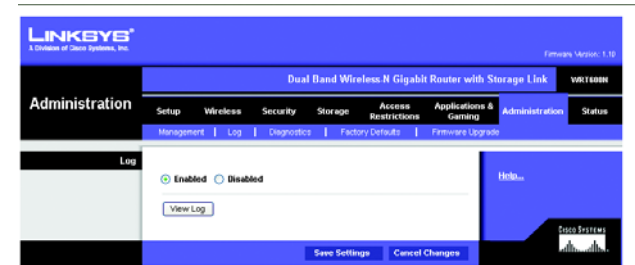 LINKSYS®
A Division of Cisco Systems, Inc.
Firmware Version: 1.10
Dual Band Wireless-N Gigabit Router with Storage Link WRT600N
Administration
Setup Wireless Security Storage Access Restrictions Applications & Gaming Administration Status
Management | Log | Diagnostics | Factory Defaults | Firmware Upgrade
Log
Enabled Disabled
Help...
View Log
CISCO SYSTEMS
Save Settings Cancel Changes